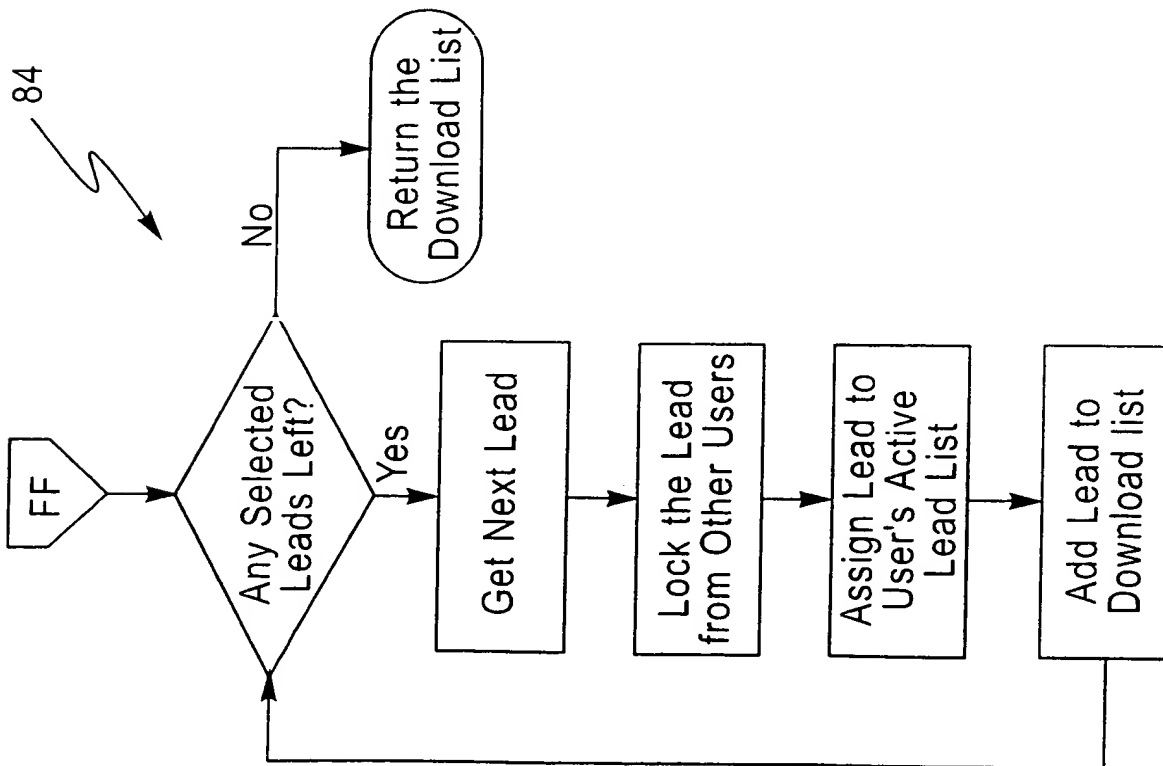 84
FF
Any Selected
Leads Left?
No
Return the
Download List
Yes
Get Next Lead
Lock the Lead
from Other Users
Assign Lead to
User's Active
Lead List
Add Lead to
Download list